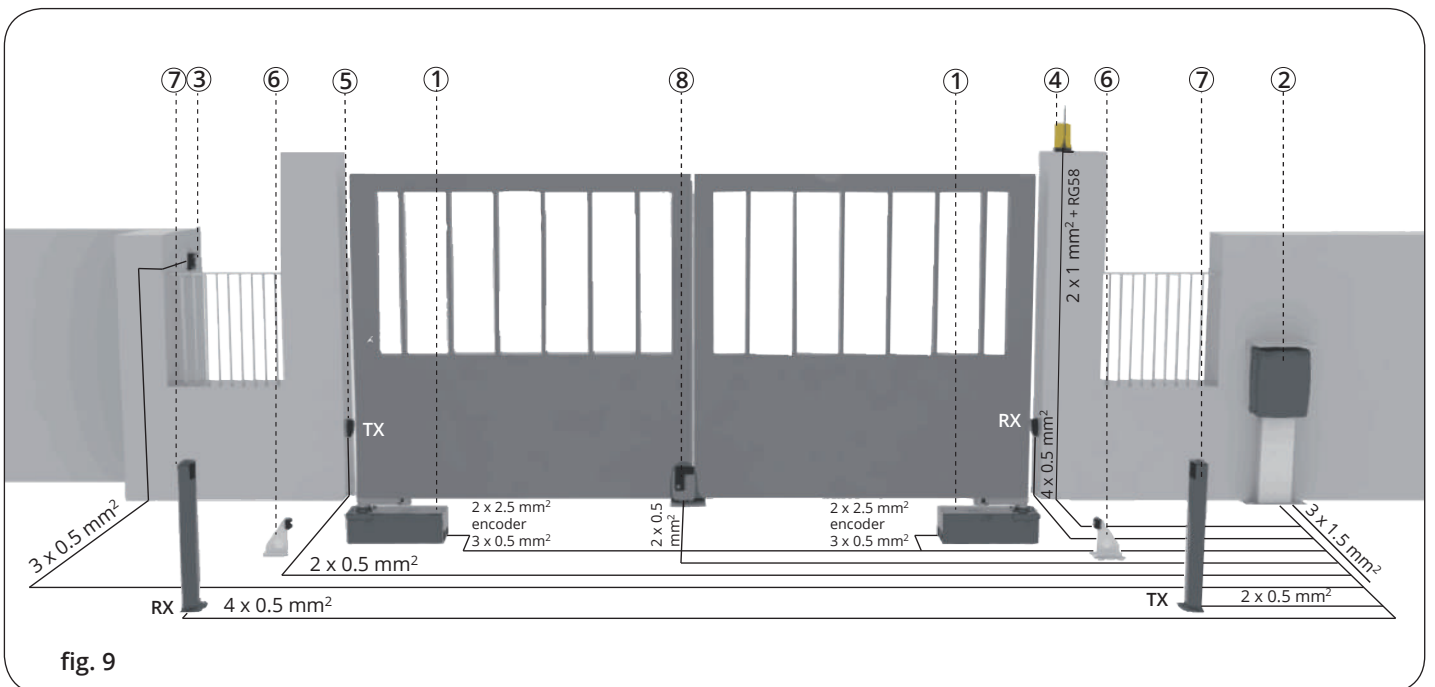 ⑦ ③ ⑥ ⑤ ① ⑧ ① ④ ⑥ ⑦ ②
2 x 1 mm² + RG58
TX
RX
4 x 0.5 mm²
2 x 2.5 mm²
encoder
3 x 0.5 mm²
2 x 0.5
mm²
2 x 2.5 mm²
encoder
3 x 0.5 mm²
3 x 0.5 mm²
2 x 0.5 mm²
3 x 1.5 mm²
RX
4 x 0.5 mm²
TX
2 x 0.5 mm²
fig. 9